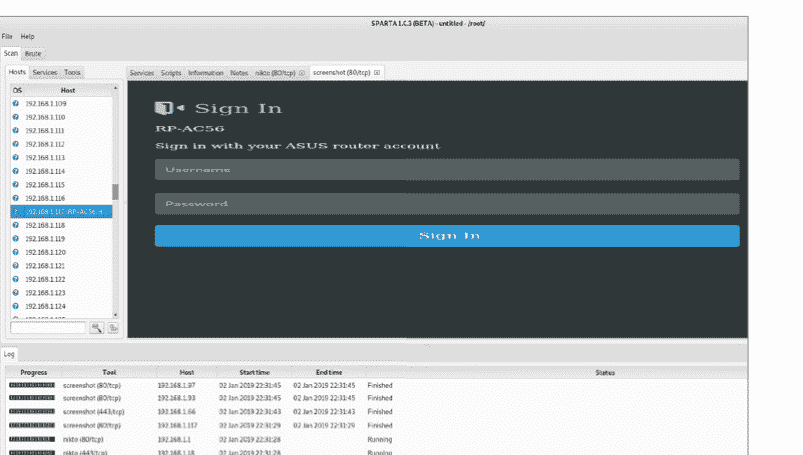 SPARTA 1.0.3 (BETA) - untitled - /root/
File Help
Scan Brute
Hosts Services Tools
Services Scripts Information Notes nikto (80/tcp) screenshot (80/tcp)
OS Host
192.168.1.109
192.168.1.110
192.168.1.111
192.168.1.112
192.168.1.113
192.168.1.114
192.168.1.115
192.168.1.116
192.168.1.117 RP-AC56
192.168.1.118
192.168.1.119
192.168.1.120
192.168.1.121
192.168.1.122
192.168.1.123
192.168.1.124
Sign In
RP-AC56
Sign in with your ASUS router account
Username
Password
Sign In
Log
Progress Tool Host Start time End time Status
screenshot (80/tcp) 192.168.1.97 02 Jan 2019 22:31:45 02 Jan 2019 22:31:45 Finished
screenshot (80/tcp) 192.168.1.93 02 Jan 2019 22:31:45 02 Jan 2019 22:31:45 Finished
screenshot (443/tcp) 192.168.1.66 02 Jan 2019 22:31:43 02 Jan 2019 22:31:43 Finished
screenshot (80/tcp) 192.168.1.117 02 Jan 2019 22:31:29 02 Jan 2019 22:31:29 Finished
nikto (80/tcp) 192.168.1.1 02 Jan 2019 22:31:28 Running
nikto (443/tcp) 192.168.1.18 02 Jan 2019 22:31:28 Running